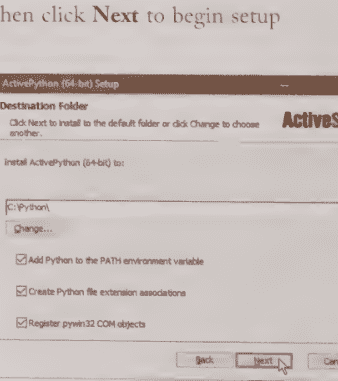 hen click Next to begin setup
ActivePython (64-bit) Setup
Destination Folder
Click Next to install to the default folder or click Change to choose
another.
ActiveS
Install ActivePython (64-bit) to:
C:\Python\
Change...
Add Python to the PATH environment variable
Create Python file extension associations
Register pywin32 COM objects
Back
Next
Can